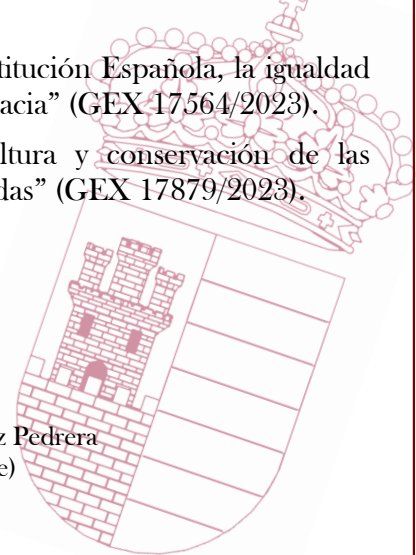 titución Española, la igualdad
acia” (GEX 17564/2023).
ltura y conservación de las
das” (GEX 17879/2023).
z Pedrera
e)